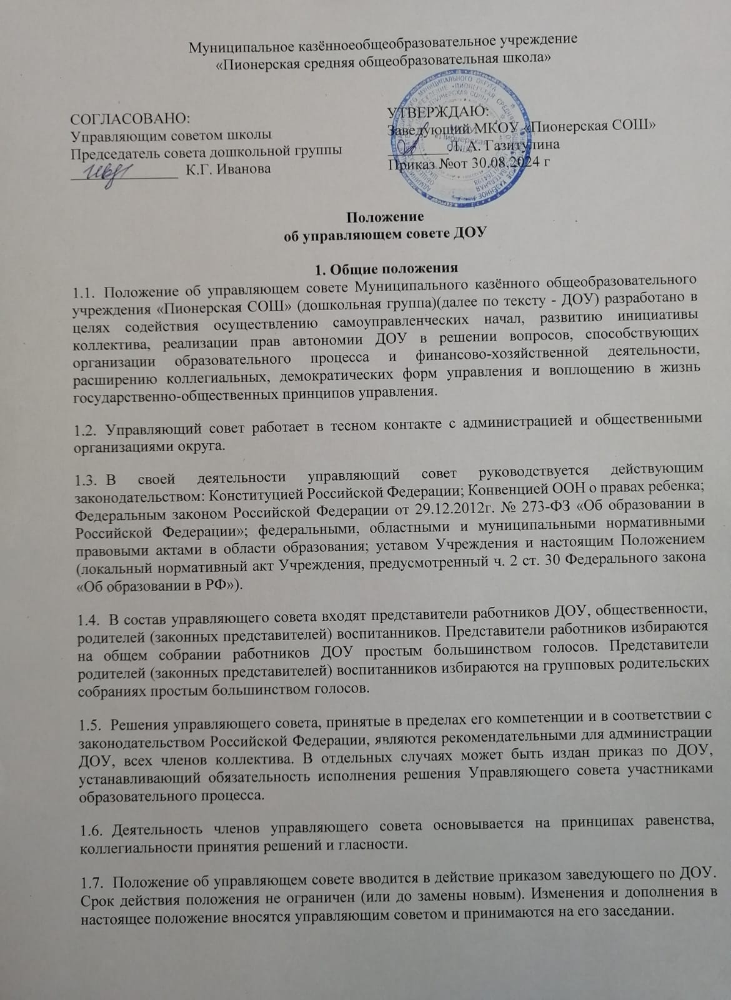 Муниципальное казённоеобщеобразовательное учреждение
«Пионерская средняя общеобразовательная школа»
СОГЛАСОВАНО:
Управляющим советом школы
Председатель совета дошкольной группы
К.Г. Иванова
УТВЕРЖДАЮ:
Заведующий МКОУ «Пионерская СОШ»
Л. А. Газитулина
Приказ №от 30.08.2024 г
Положение
об управляющем совете ДОУ
1. Общие положения
1.1. Положение об управляющем совете Муниципального казённого общеобразовательного
учреждения «Пионерская СОШ» (дошкольная группа)(далее по тексту - ДОУ) разработано в
целях содействия осуществлению самоуправленческих начал, развитию инициативы
коллектива, реализации прав автономии ДОУ в решении вопросов, способствующих
организации образовательного процесса и финансово-хозяйственной деятельности,
расширению коллегиальных, демократических форм управления и воплощению в жизнь
государственно-общественных принципов управления.
1.2. Управляющий совет работает в тесном контакте с администрацией и общественными
организациями округа.
1.3. В своей деятельности управляющий совет руководствуется действующим
законодательством: Конституцией Российской Федерации; Конвенцией ООН о правах ребенка;
Федеральным законом Российской Федерации от 29.12.2012г. № 273-ФЗ «Об образовании в
Российской Федерации»; федеральными, областными и муниципальными нормативными
правовыми актами в области образования; уставом Учреждения и настоящим Положением
(локальный нормативный акт Учреждения, предусмотренный ч. 2 ст. 30 Федерального закона
«Об образовании в РФ»).
1.4. В состав управляющего совета входят представители работников ДОУ, общественности,
родителей (законных представителей) воспитанников. Представители работников избираются
на общем собрании работников ДОУ простым большинством голосов. Представители
родителей (законных представителей) воспитанников избираются на групповых родительских
собраниях простым большинством голосов.
1.5. Решения управляющего совета, принятые в пределах его компетенции и в соответствии с
законодательством Российской Федерации, являются рекомендательными для администрации
ДОУ, всех членов коллектива. В отдельных случаях может быть издан приказ по ДОУ,
устанавливающий обязательность исполнения решения Управляющего совета участниками
образовательного процесса.
1.6. Деятельность членов управляющего совета основывается на принципах равенства,
коллегиальности принятия решений и гласности.
1.7. Положение об управляющем совете вводится в действие приказом заведующего по ДОУ.
Срок действия положения не ограничен (или до замены новым). Изменения и дополнения в
настоящее положение вносятся управляющим советом и принимаются на его заседании.